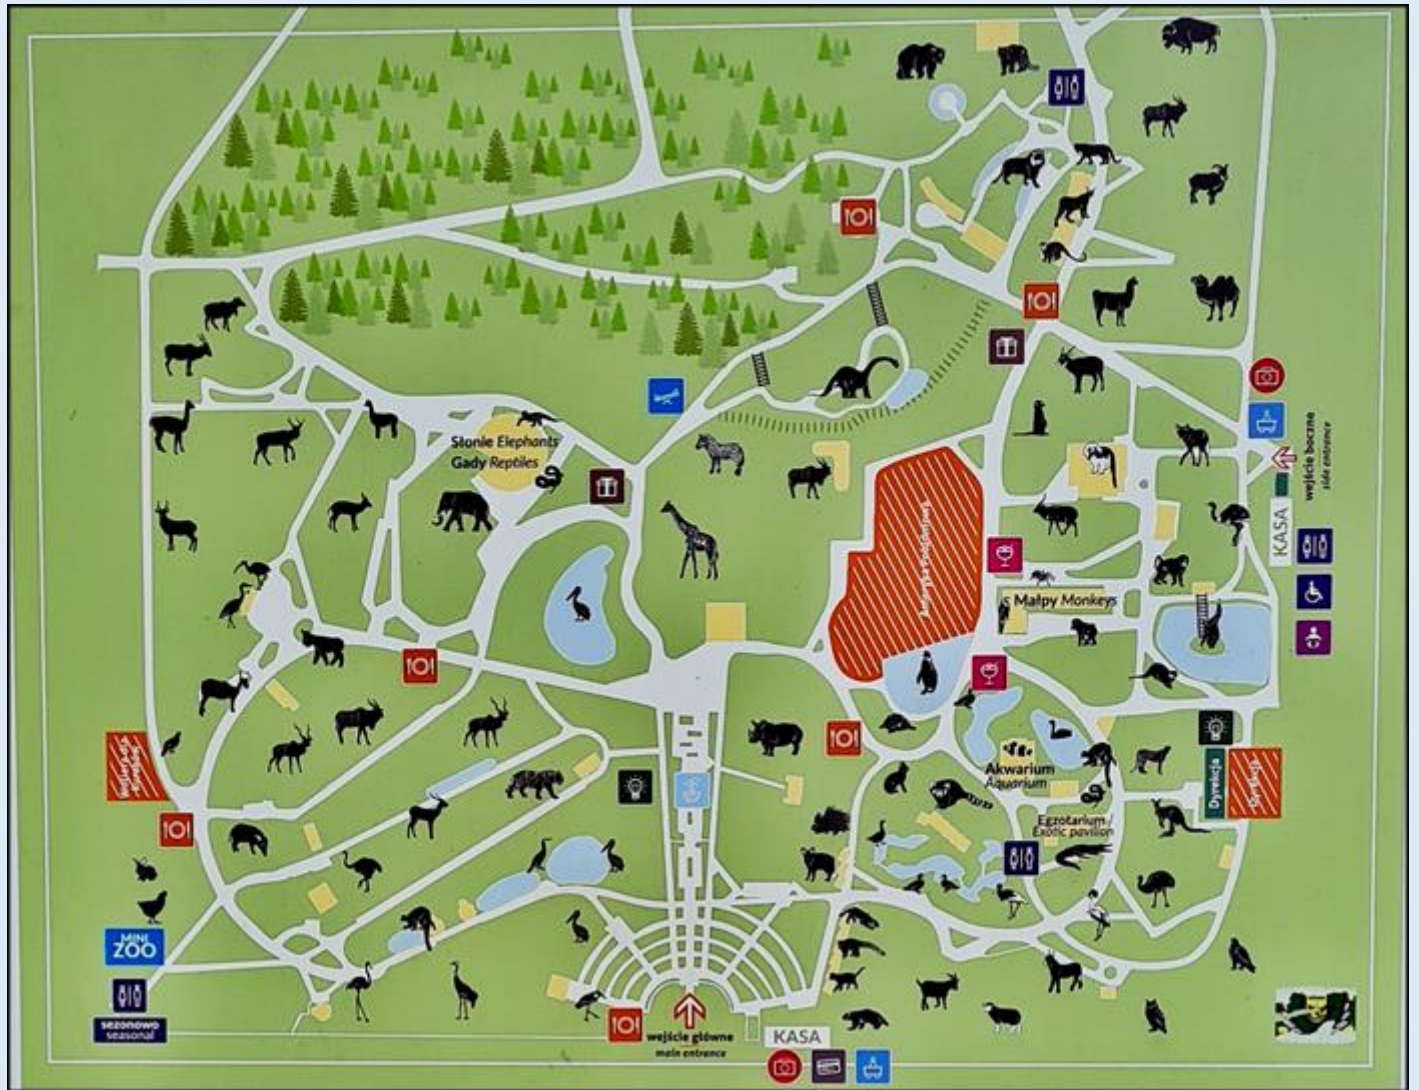 Słonie Elephants
Gady Reptiles
wejście boczne
side entrance
KASA
Małpy Monkeys
Akwarium
Aquarium
Dyrekcja
Egzotarium /
Exotic pavilion
MINI
ZOO
sezonowo
seasonal
wejście główne
main entrance
KASA